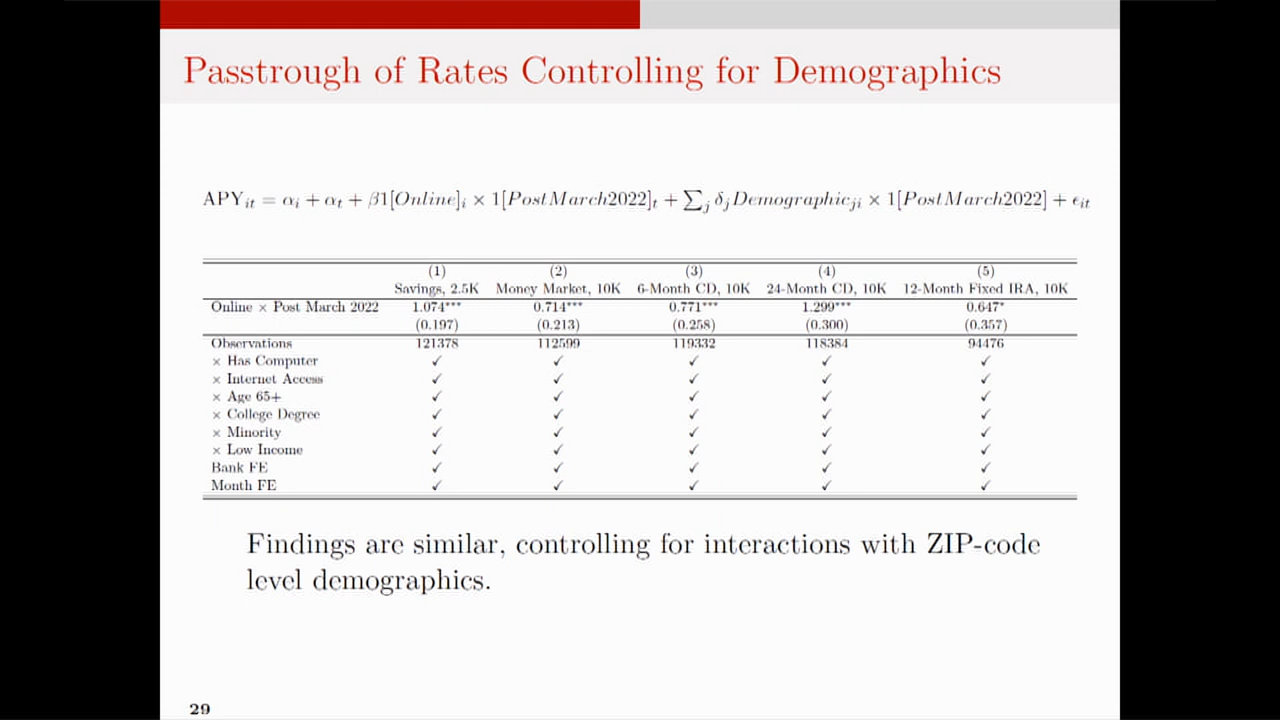 Passtrough of Rates Controlling for Demographics
APY_it = α_i + α_t + β1[Online]_i × 1[PostMarch2022]_t + ∑_j δ_j Demographic_ji × 1[PostMarch2022] + ϵ_it
(1) (2) (3) (4) (5)
Savings, 2.5K Money Market, 10K 6-Month CD, 10K 24-Month CD, 10K 12-Month Fixed IRA, 10K
Online × Post March 2022 1.074*** 0.714*** 0.771*** 1.299*** 0.647*
(0.197) (0.213) (0.258) (0.300) (0.357)
Observations 121378 112599 119332 118384 94476
× Has Computer ✓ ✓ ✓ ✓ ✓
× Internet Access ✓ ✓ ✓ ✓ ✓
× Age 65+ ✓ ✓ ✓ ✓ ✓
× College Degree ✓ ✓ ✓ ✓ ✓
× Minority ✓ ✓ ✓ ✓ ✓
× Low Income ✓ ✓ ✓ ✓ ✓
Bank FE ✓ ✓ ✓ ✓ ✓
Month FE ✓ ✓ ✓ ✓ ✓
Findings are similar, controlling for interactions with ZIP-code
level demographics.
29